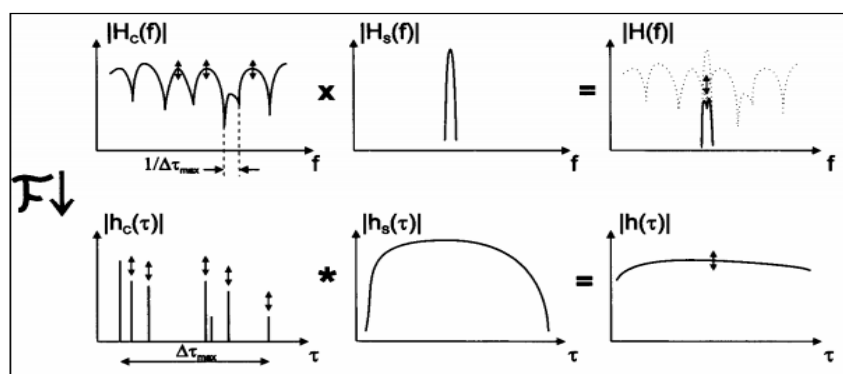 |Hc(f)| |Hs(f)| |H(f)|
x =
1/Δτmax f f f
F↓
|hc(τ)| |hs(τ)| |h(τ)|
* =
Δτmax τ τ τ